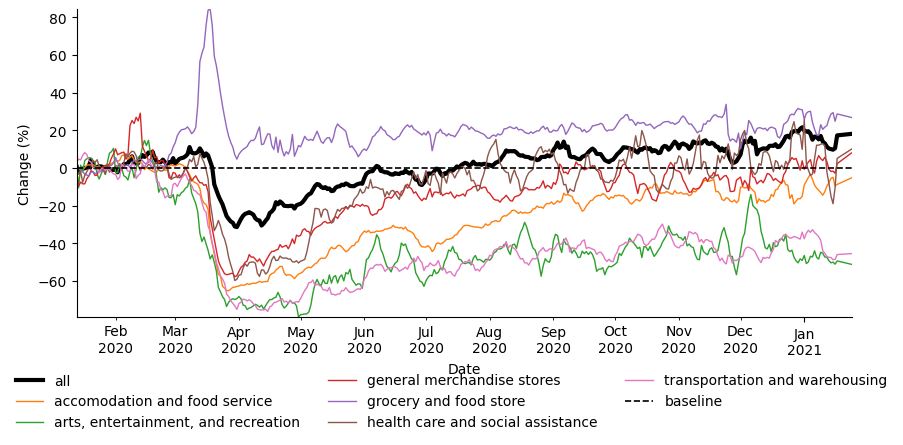 80
60
40
20
0
−20
−40
−60
Change (%)
Feb Mar Apr May Jun Jul Aug Sep Oct Nov Dec Jan
2020 2020 2020 2020 2020 2020 2020 2020 2020 2020 2020 2021
Date
all
accomodation and food service
arts, entertainment, and recreation
general merchandise stores
grocery and food store
health care and social assistance
transportation and warehousing
baseline